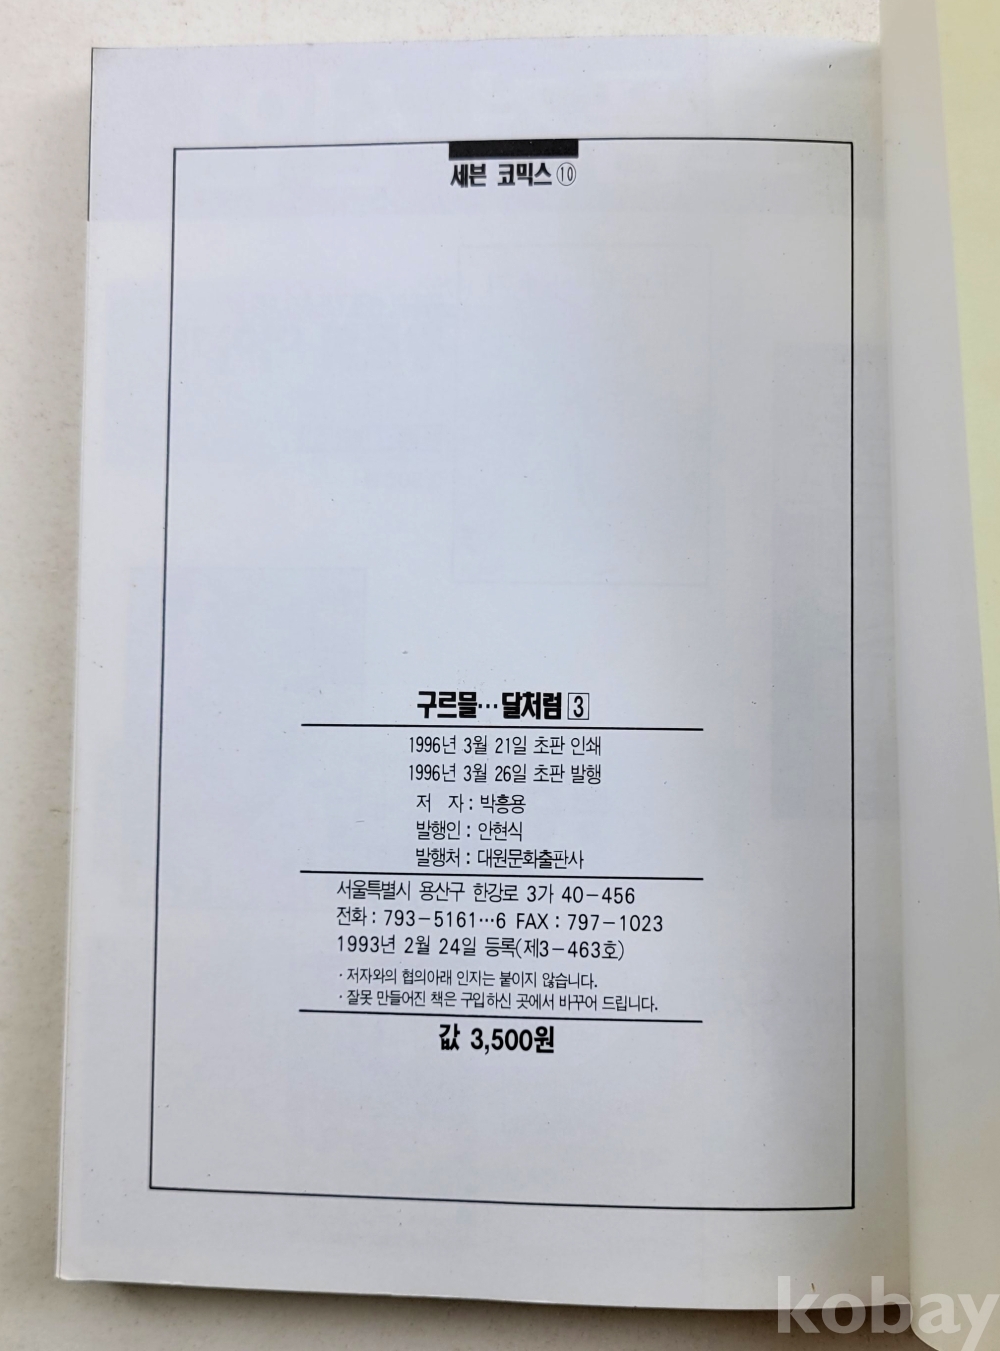 세븐 코믹스⑩
구르믈…달처럼 3
1996년 3월 21일 초판 인쇄
1996년 3월 26일 초판 발행
저 자 : 박흥용
발행인 : 안현식
발행처 : 대원문화출판사
서울특별시 용산구 한강로 3가 40-456
전화 : 793-5161…6 FAX : 797-1023
1993년 2월 24일 등록(제3-463호)
· 저자와의 협의아래 인지는 붙이지 않습니다.
· 잘못 만들어진 책은 구입하신 곳에서 바꾸어 드립니다.
값 3,500원
kobay